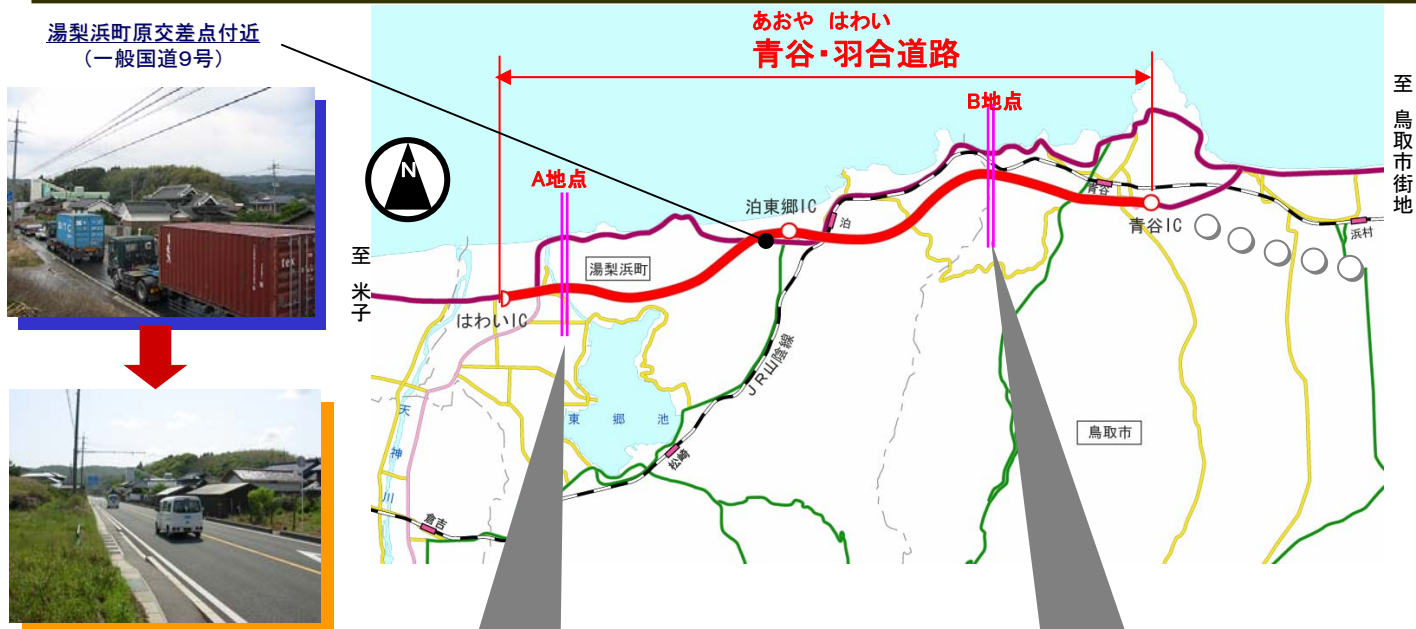 湯梨浜町原交差点付近
(一般国道9号)
あおや はわい
青谷・羽合道路
至 鳥取市街地
B地点
A地点
N
泊東郷IC
泊
青谷
青谷IC
浜村
至 米子
湯梨浜町
はわいIC
JR山陰線
東郷池
鳥取市
天神川
松崎
倉吉